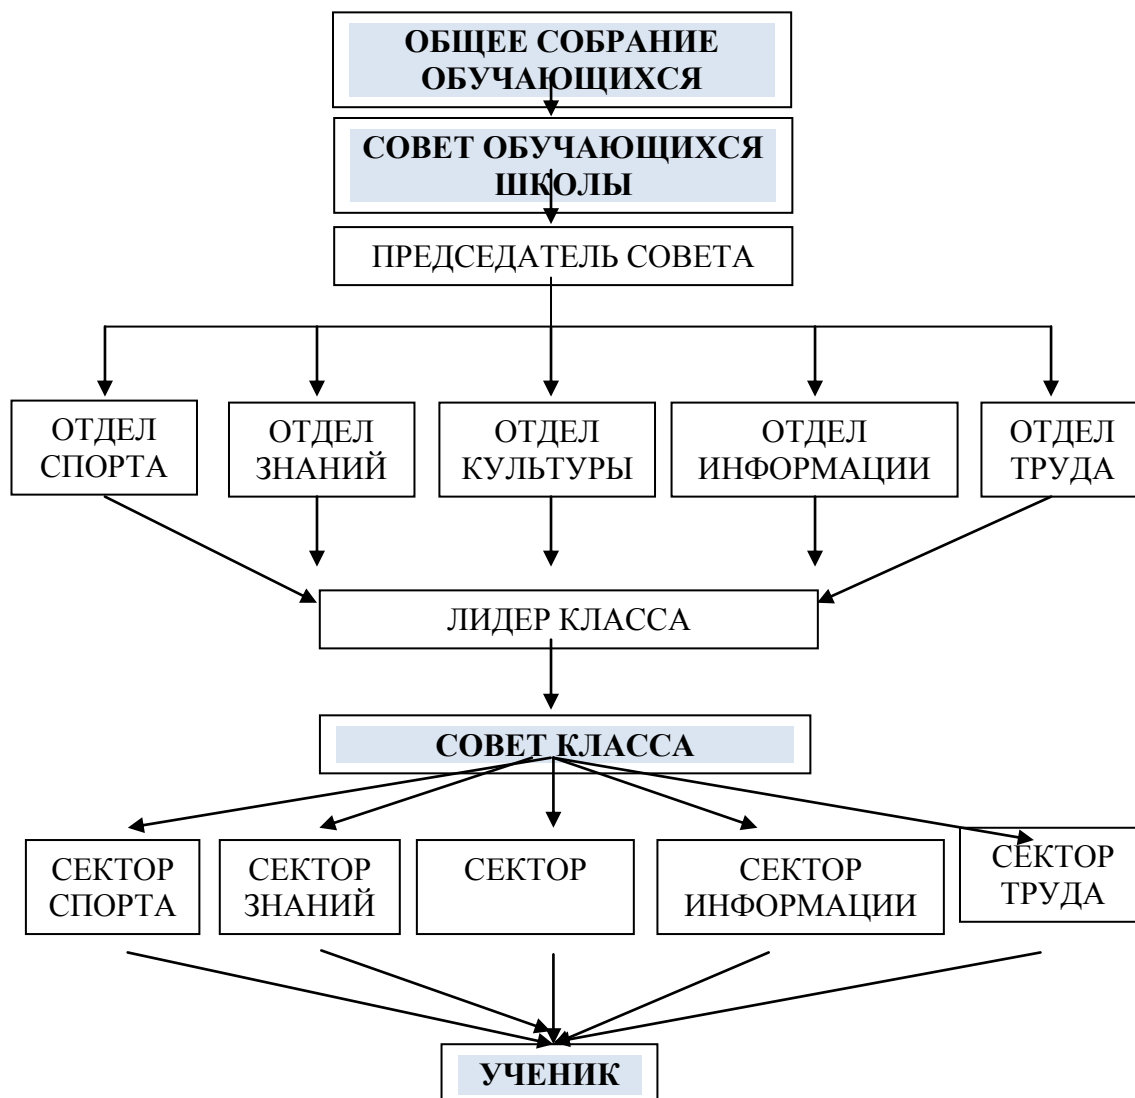 ОБЩЕЕ СОБРАНИЕ
ОБУЧАЮЩИХСЯ
СОВЕТ ОБУЧАЮЩИХСЯ
ШКОЛЫ
ПРЕДСЕДАТЕЛЬ СОВЕТА
ОТДЕЛ
СПОРТА
ОТДЕЛ
ЗНАНИЙ
ОТДЕЛ
КУЛЬТУРЫ
ОТДЕЛ
ИНФОРМАЦИИ
ОТДЕЛ
ТРУДА
ЛИДЕР КЛАССА
СОВЕТ КЛАССА
СЕКТОР
СПОРТА
СЕКТОР
ЗНАНИЙ
СЕКТОР
СЕКТОР
ИНФОРМАЦИИ
СЕКТОР
ТРУДА
УЧЕНИК